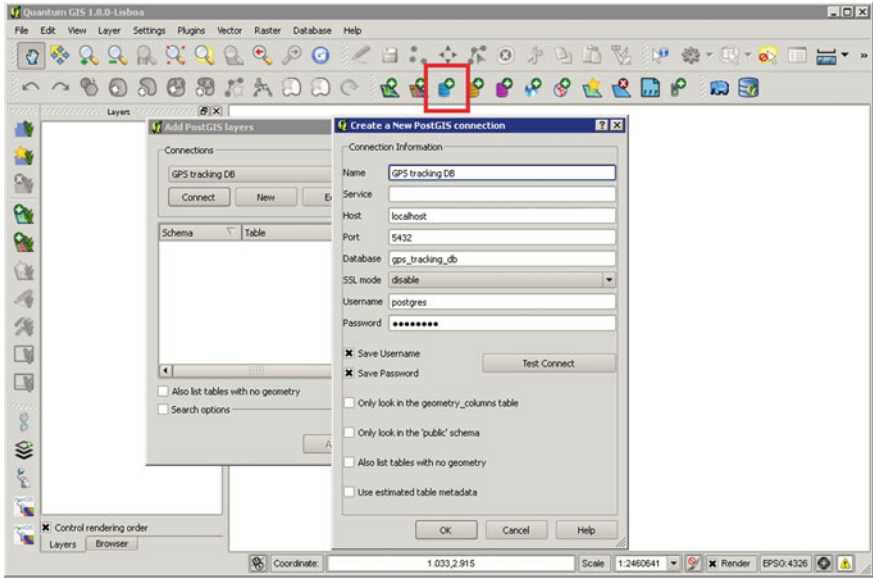 Quantum GIS 1.8.0-Lisboa
File Edit View Layer Settings Plugins Vector Raster Database Help
Layers
Add PostGIS layers
Connections
GPS tracking DB
Connect New
Schema Table
Also list tables with no geometry
Search options
Create a New PostGIS connection
Connection Information
Name GPS tracking DB
Service
Host localhost
Port 5432
Database gps_tracking_db
SSL mode disable
Username postgres
Password ●●●●●●●●
Save Username
Save Password
Test Connect
Only look in the geometry_columns table
Only look in the 'public' schema
Also list tables with no geometry
Use estimated table metadata
OK Cancel Help
Control rendering order
Layers Browser
Coordinate: 1.033,2.915 Scale 1:2460641 Render EPSG:4326